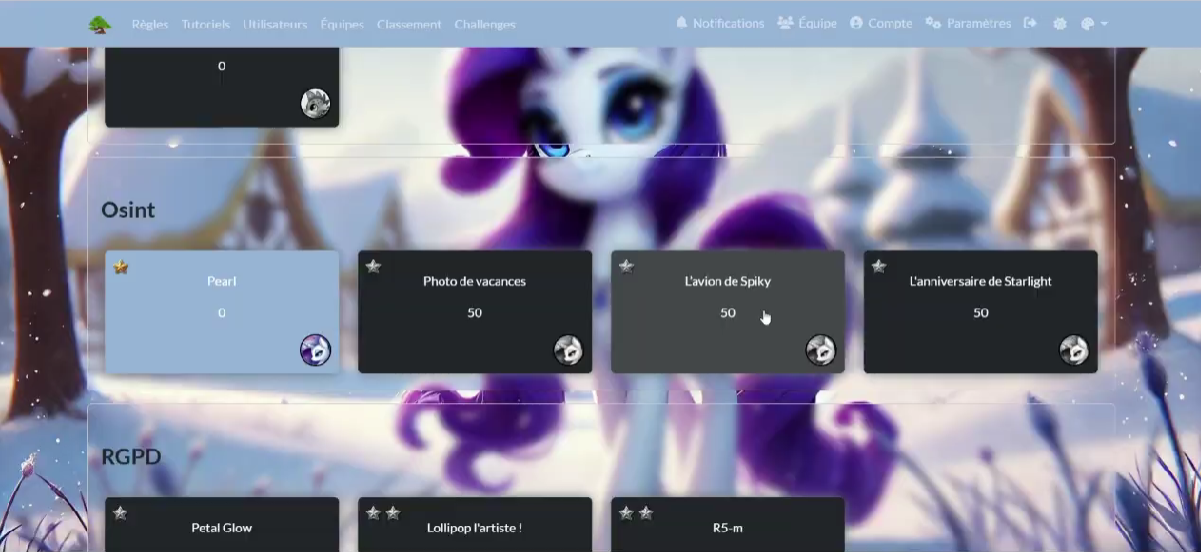 Règles Tutoriels Utilisateurs Équipes Classement Challenges Notifications Équipe Compte Paramètres
0
Osint
Pearl Photo de vacances L'avion de Spiky L'anniversaire de Starlight
0 50 50 50
RGPD
Petal Glow Lollipop l'artiste ! R5-m